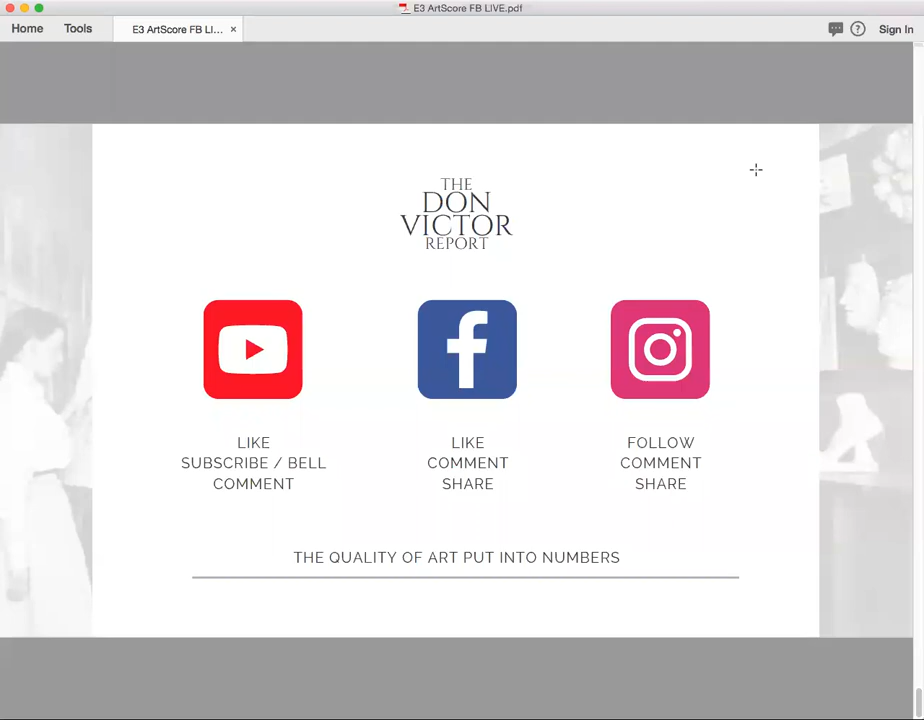 E3 ArtScore FB LIVE.pdf
Home
Tools
E3 ArtScore FB LI...
Sign In
THE
DON
VICTOR
REPORT
LIKE
SUBSCRIBE / BELL
COMMENT
LIKE
COMMENT
SHARE
FOLLOW
COMMENT
SHARE
THE QUALITY OF ART PUT INTO NUMBERS